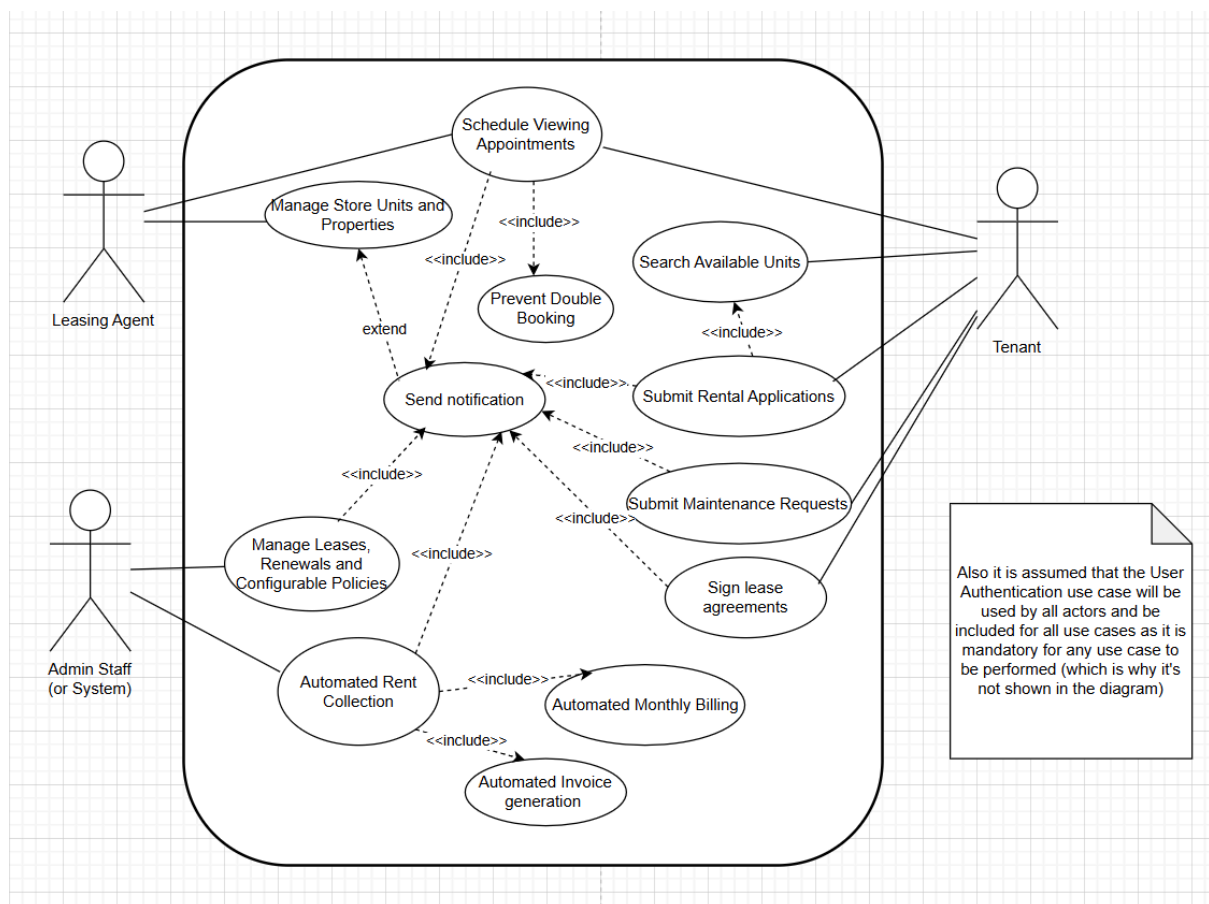 Schedule Viewing
Appointments
Manage Store Units and
Properties
<<include>>
<<include>>
Search Available Units
Leasing Agent
Prevent Double
Booking
extend
<<include>>
Tenant
Send notification
<<include>>
Submit Rental Applications
<<include>>
<<include>>
Submit Maintenance Requests
<<include>>
Manage Leases,
Renewals and
Configurable Policies
<<include>>
Sign lease
agreements
Also it is assumed that the User
Authentication use case will be
used by all actors and be
included for all use cases as it is
mandatory for any use case to
be performed (which is why it's
not shown in the diagram)
Admin Staff
(or System)
Automated Rent
Collection
<<include>>
Automated Monthly Billing
<<include>>
Automated Invoice
generation